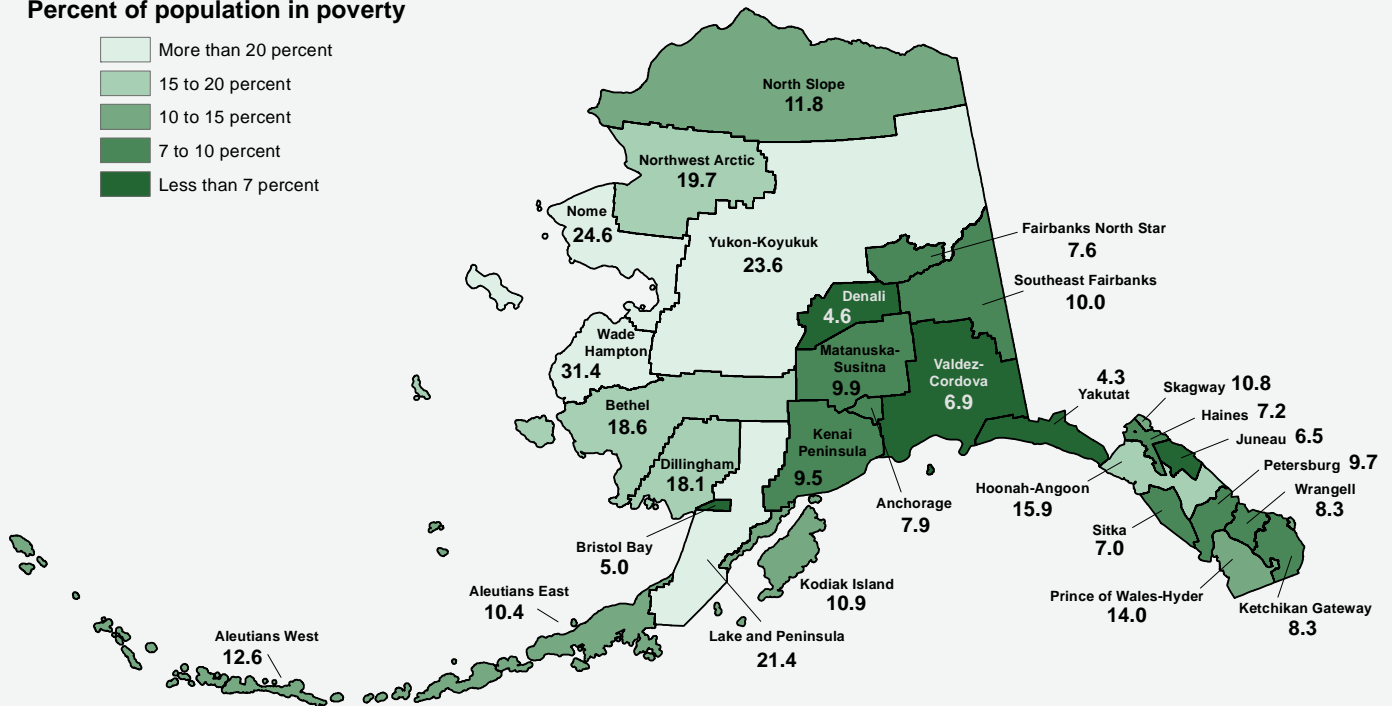 Percent of population in poverty
More than 20 percent
15 to 20 percent
10 to 15 percent
7 to 10 percent
Less than 7 percent
North Slope
11.8
Northwest Arctic
19.7
Nome
24.6
Yukon-Koyukuk
23.6
Fairbanks North Star
7.6
Southeast Fairbanks
10.0
Denali
4.6
Wade
Hampton
31.4
Matanuska-
Susitna
9.9
Valdez-
Cordova
6.9
4.3
Yakutat
Skagway 10.8
Haines 7.2
Juneau 6.5
Petersburg 9.7
Wrangell
8.3
Bethel
18.6
Kenai
Peninsula
9.5
Dillingham
18.1
Anchorage
7.9
Hoonah-Angoon
15.9
Sitka
7.0
Bristol Bay
5.0
Kodiak Island
10.9
Prince of Wales-Hyder
14.0
Ketchikan Gateway
8.3
Aleutians East
10.4
Lake and Peninsula
21.4
Aleutians West
12.6